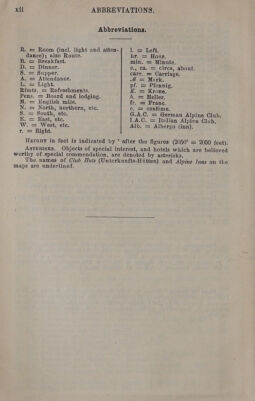 xii ABBREVIATIONS.
Abbreviations.
R. = Room (incl. light and atten-
dance); also Route.
B. = Breakfast.
D. = Dinner.
S. = Supper.
A. = Attendance.
L. = Light.
Rfmts. = Refreshments.
Pens. = Board and lodging.
M. = English mile.
N. = North, northern, etc.
S. = South, etc.
E. = East, etc.
W. = West, etc.
r. = Right.
l. = Left.
hr. = Hour.
min. = Minute.
c., ca. = circa, about.
carr. = Carriage.
ℳ = Mark.
pf. = Pfennig.
K = Krone.
h. = Heller.
fr. = Franc.
c. = centime.
G.A.C. = German Alpine Club.
I.A.C. = Italian Alpine Club.
Alb. = Albergo (inn).
Height in feet is indicated by ' after the figures (2050' = 2050 feet).
Asterisks. Objects of special interest, and hotels which are believed
worthy of special commendation, are denoted by asterisks.
The names of Club Huts (Unterkunfts-Hütten) and Alpine Inns on the
maps are underlined.